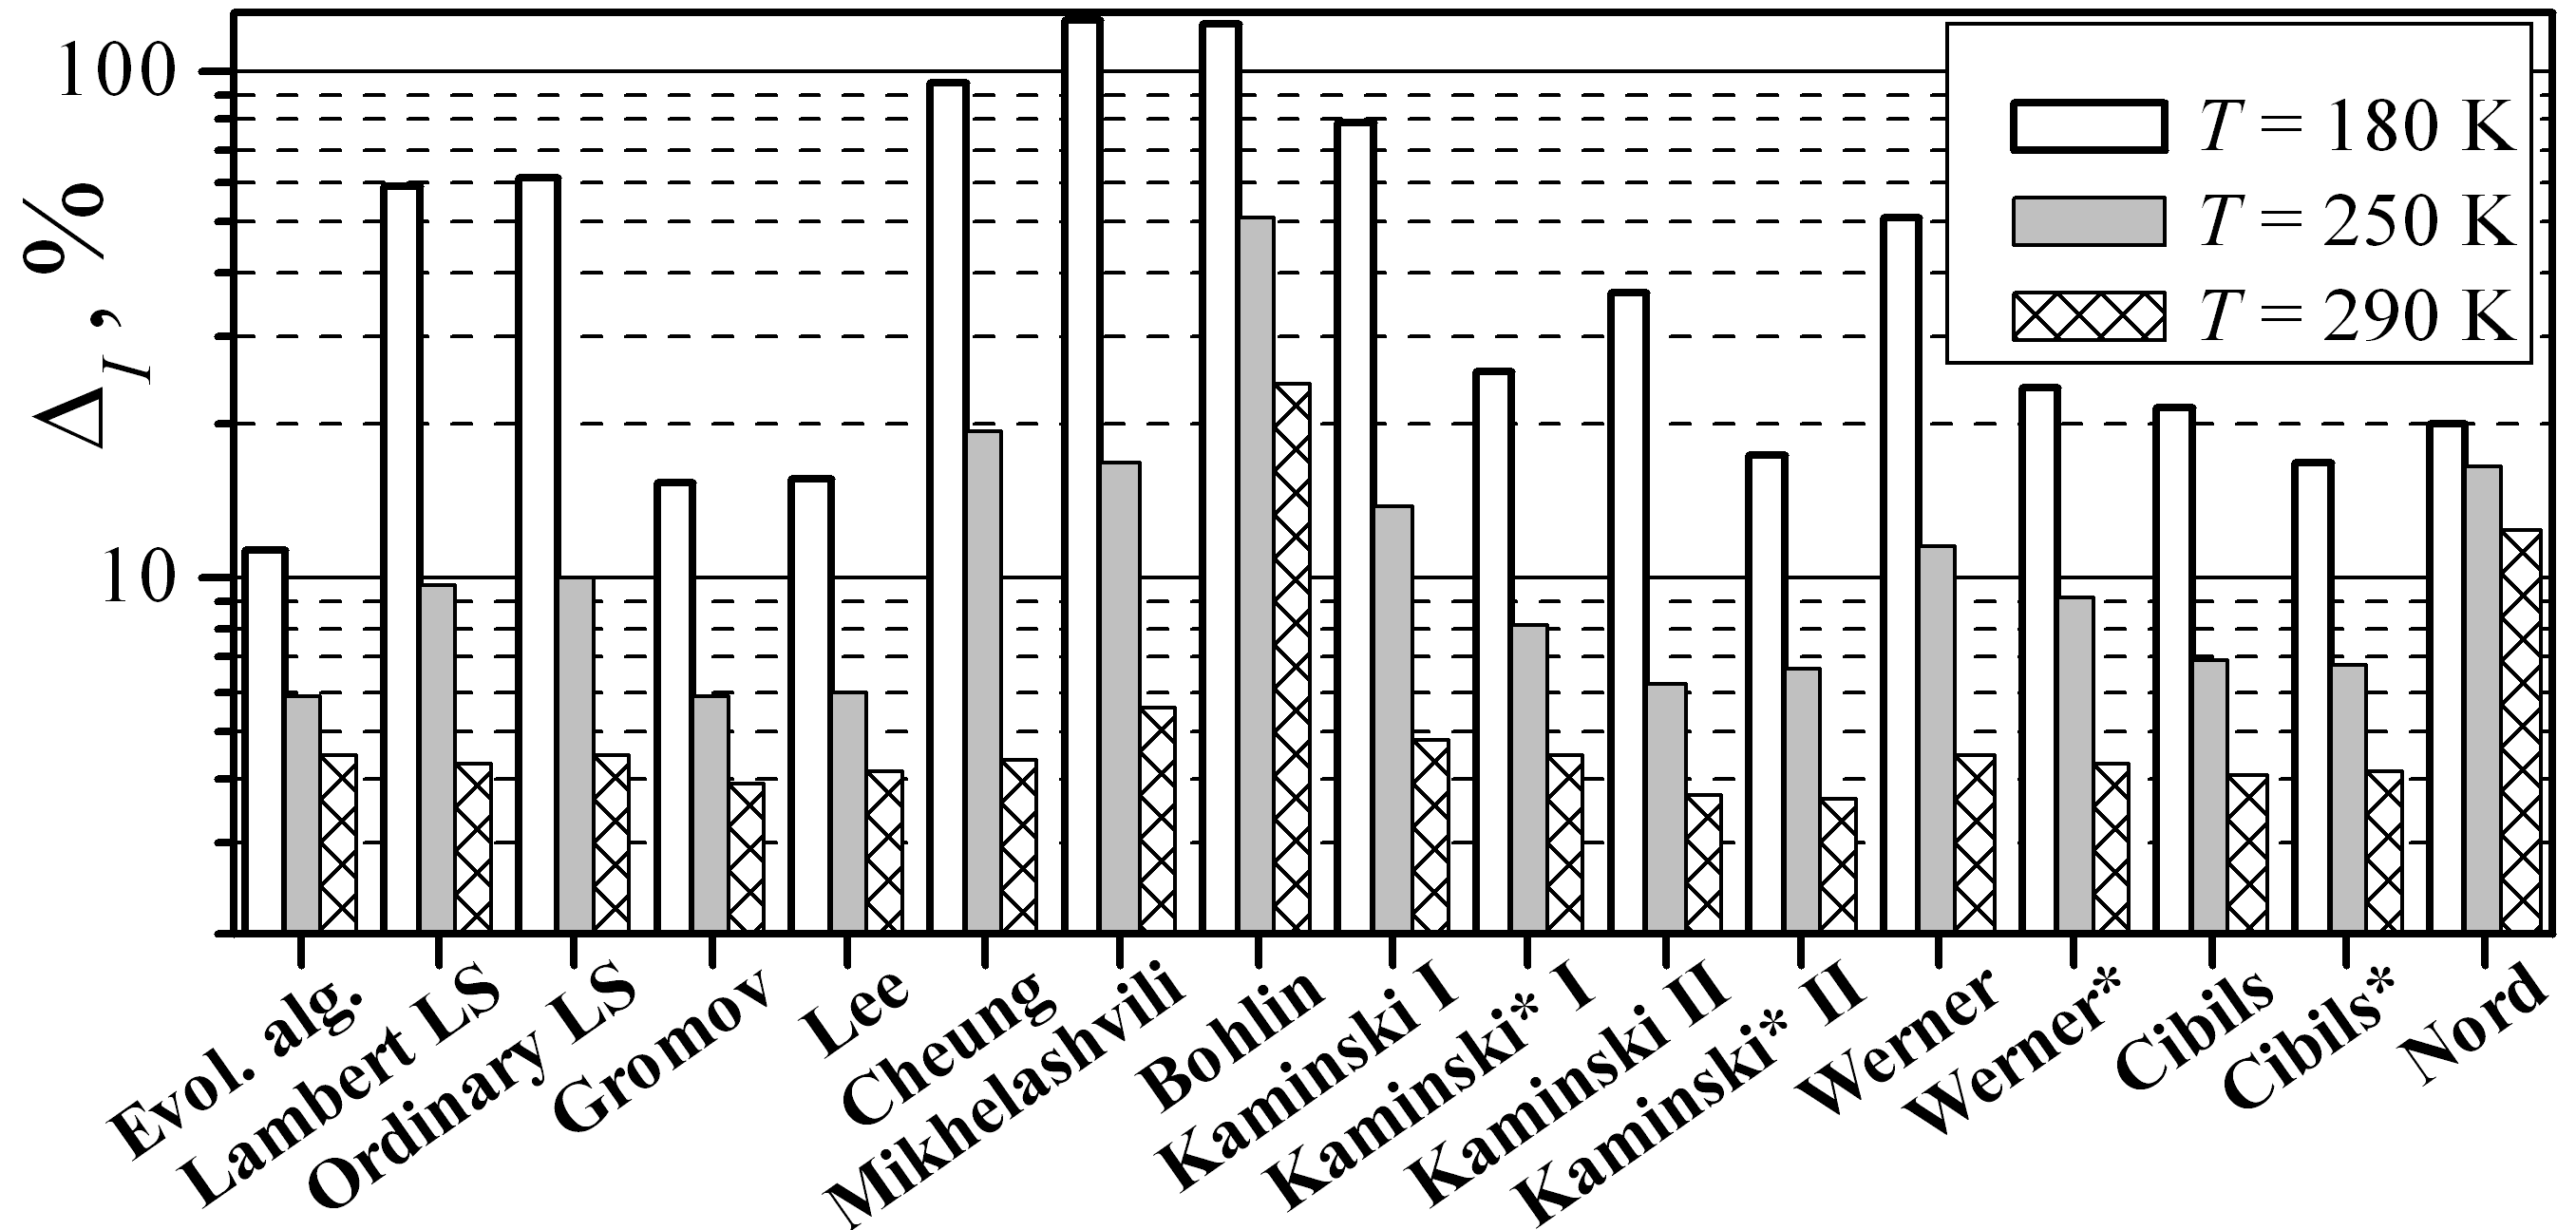 100
10
ΔI, %
T = 180 K
T = 250 K
T = 290 K
Evol. alg.
Lambert LS
Ordinary LS
Gromov
Lee
Cheung
Mikhelashvili
Bohlin
Kaminski I
Kaminski* I
Kaminski II
Kaminski* II
Werner
Werner*
Cibils
Cibils*
Nord